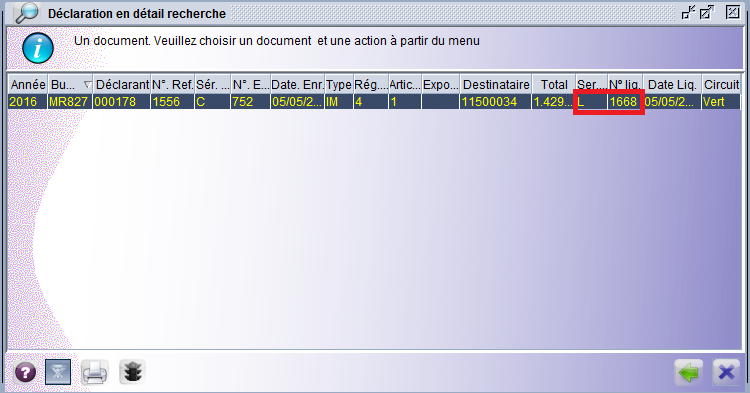 Déclaration en détail recherche
Un document. Veuillez choisir un document et une action à partir du menu
Année Bu... Déclarant N°. Ref. Sér. ... N°. E... Date. Enr. Type Rég... Artic... Expo... Destinataire Total Ser.... N° liq. Date Liq. Circuit
2016 MR827 000178 1556 C 752 05/05/2... IM 4 1 11500034 1.429... L 1668 05/05/2... Vert